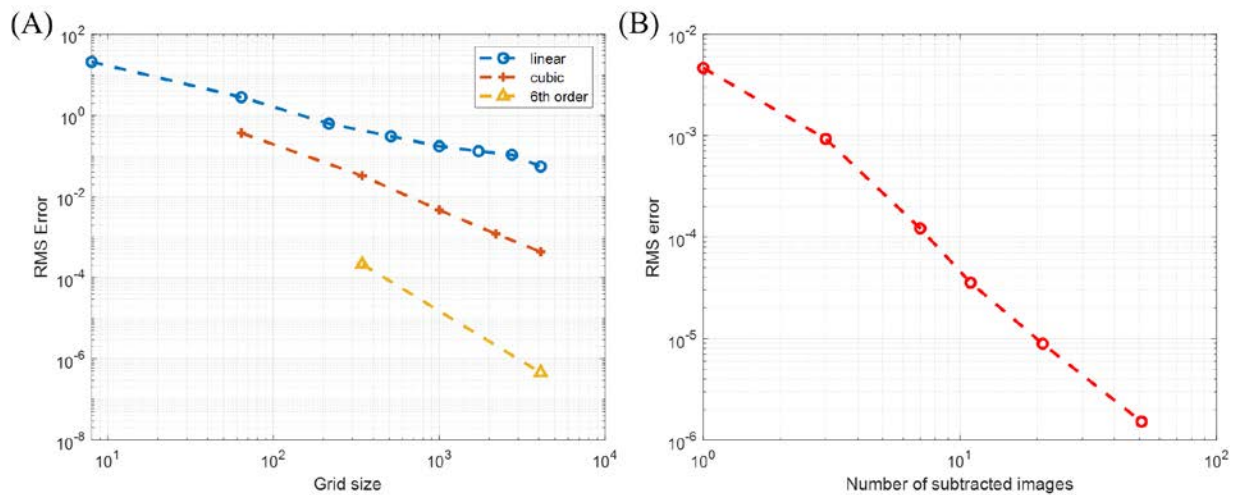 (A)
10^2
10^0
10^-2
10^-4
10^-6
10^-8
RMS Error
10^1
10^2
10^3
10^4
Grid size
linear
cubic
6th order
(B)
10^-2
10^-3
10^-4
10^-5
10^-6
RMS error
10^0
10^1
10^2
Number of subtracted images